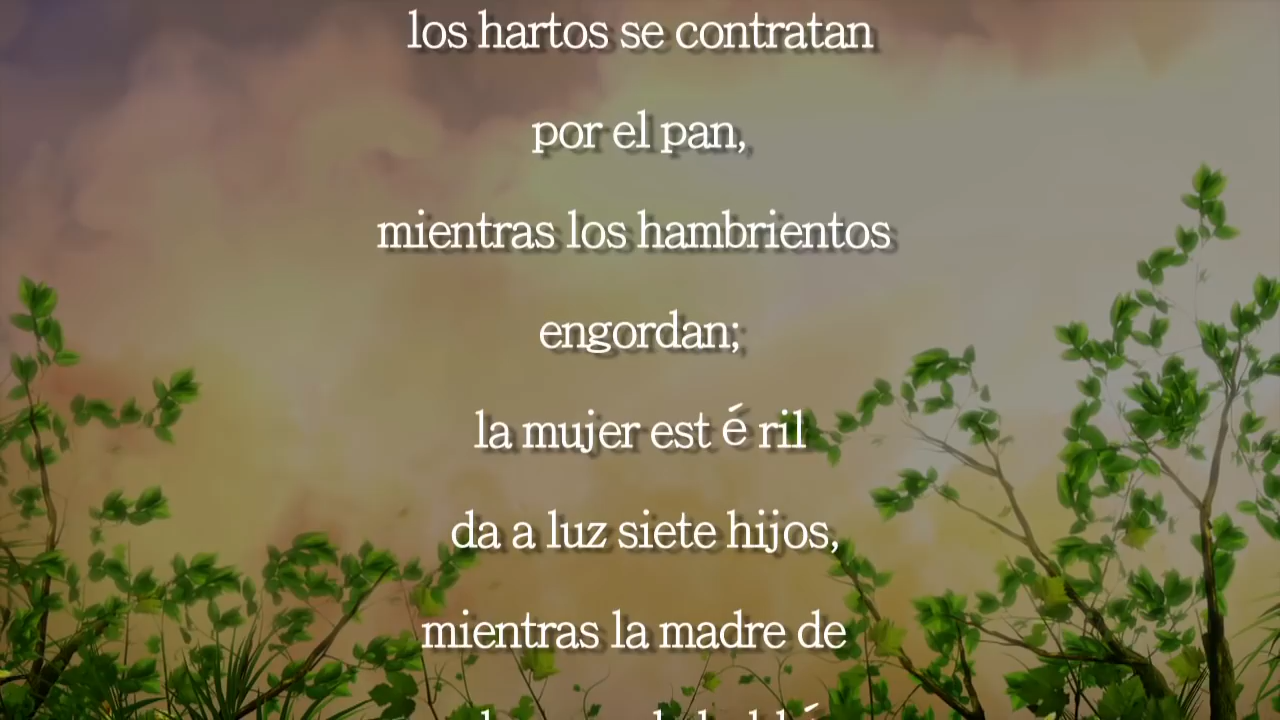 los hartos se contratan
por el pan,
mientras los hambrientos
engordan;
la mujer est é ril
da a luz siete hijos,
mientras la madre de